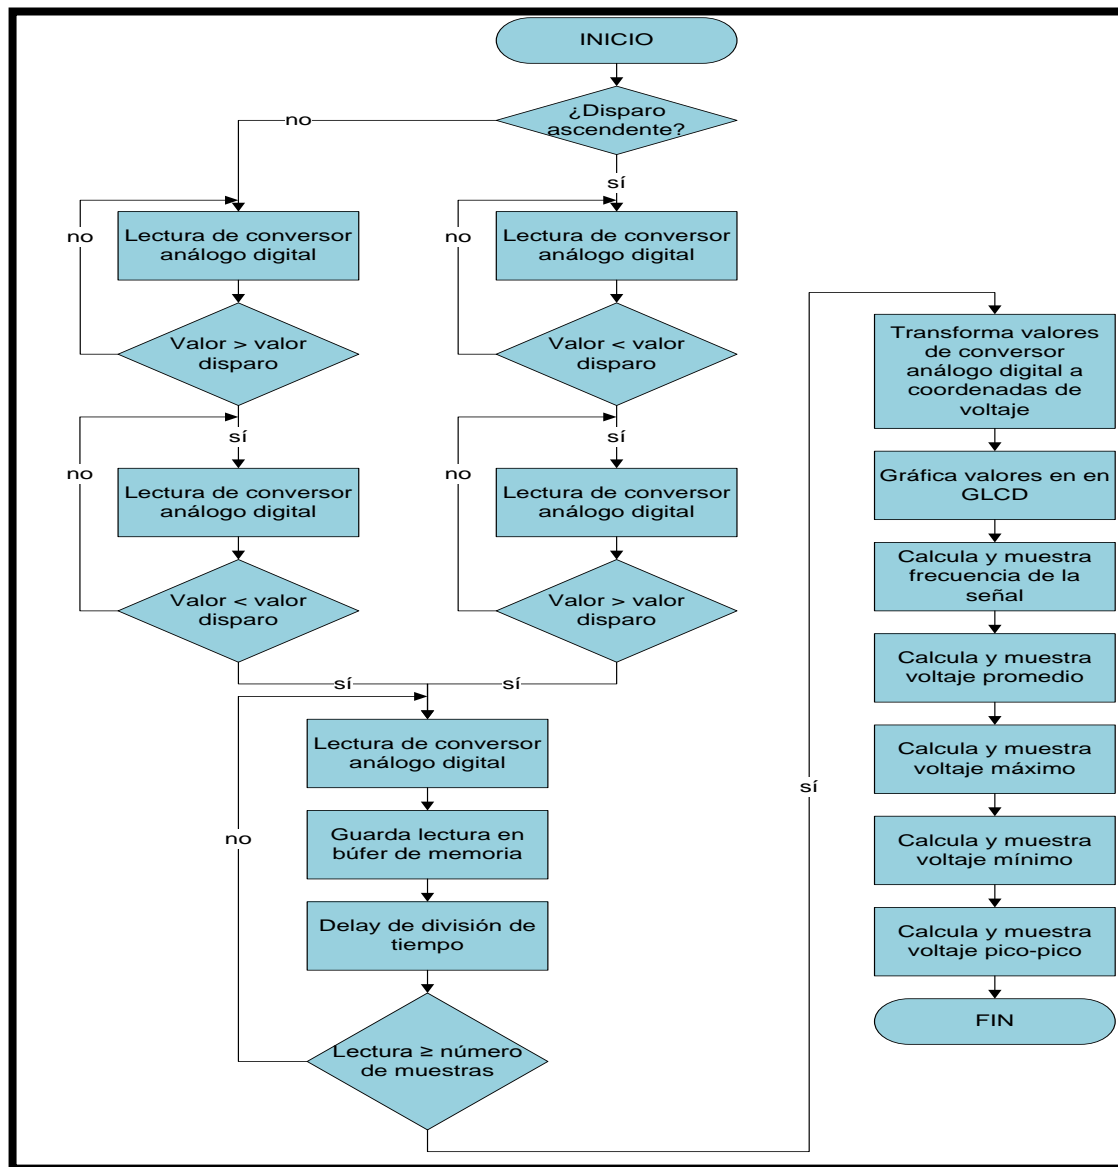 INICIO
¿Disparo
ascendente?
no
sí
no
Lectura de conversor
análogo digital
Valor > valor
disparo
no
sí
Lectura de conversor
análogo digital
Valor < valor
disparo
no
Lectura de conversor
análogo digital
Valor < valor
disparo
no
sí
Lectura de conversor
análogo digital
Valor > valor
disparo
sí
sí
Lectura de conversor
análogo digital
no
Guarda lectura en
búfer de memoria
Delay de división de
tiempo
Lectura ≥ número
de muestras
sí
Transforma valores
de conversor
análogo digital a
coordenadas de
voltaje
Gráfica valores en en
GLCD
Calcula y muestra
frecuencia de la
señal
Calcula y muestra
voltaje promedio
Calcula y muestra
voltaje máximo
Calcula y muestra
voltaje mínimo
Calcula y muestra
voltaje pico-pico
FIN